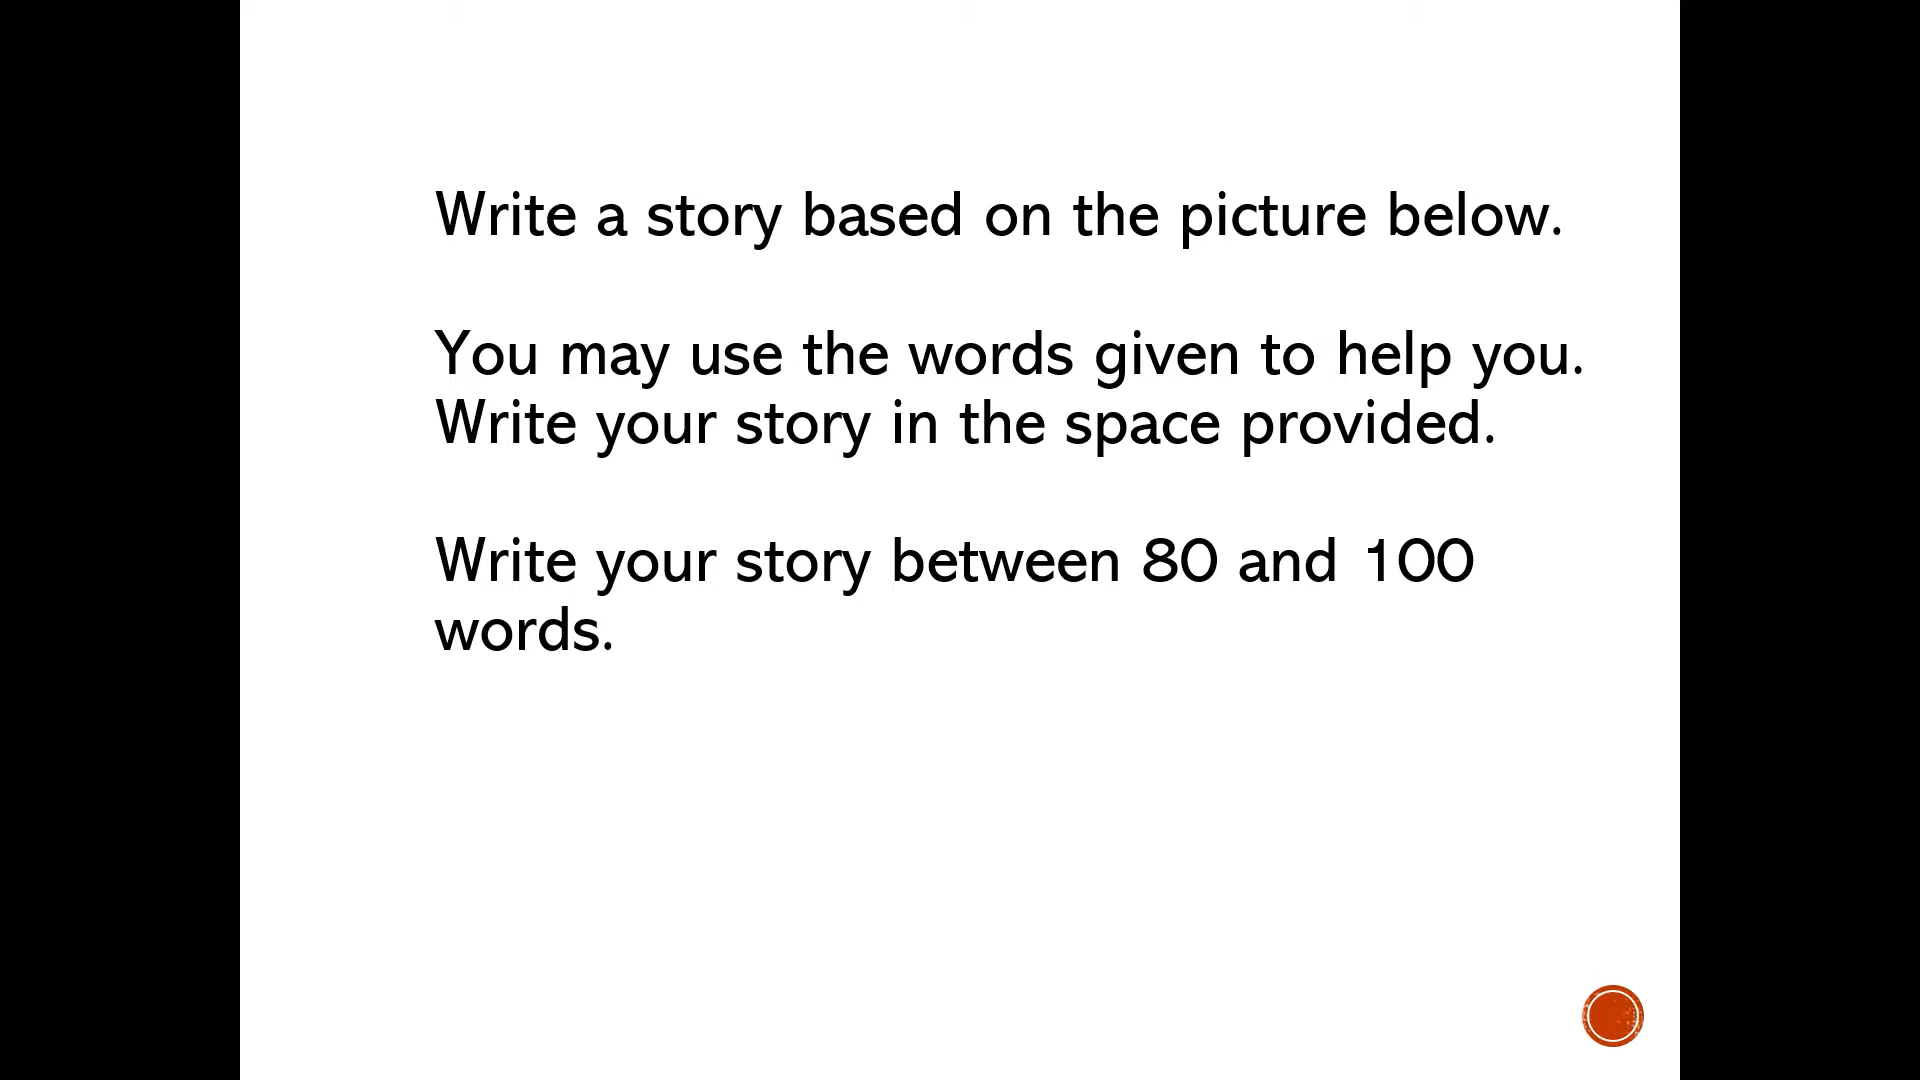 Write a story based on the picture below.
You may use the words given to help you.
Write your story in the space provided.
Write your story between 80 and 100
words.